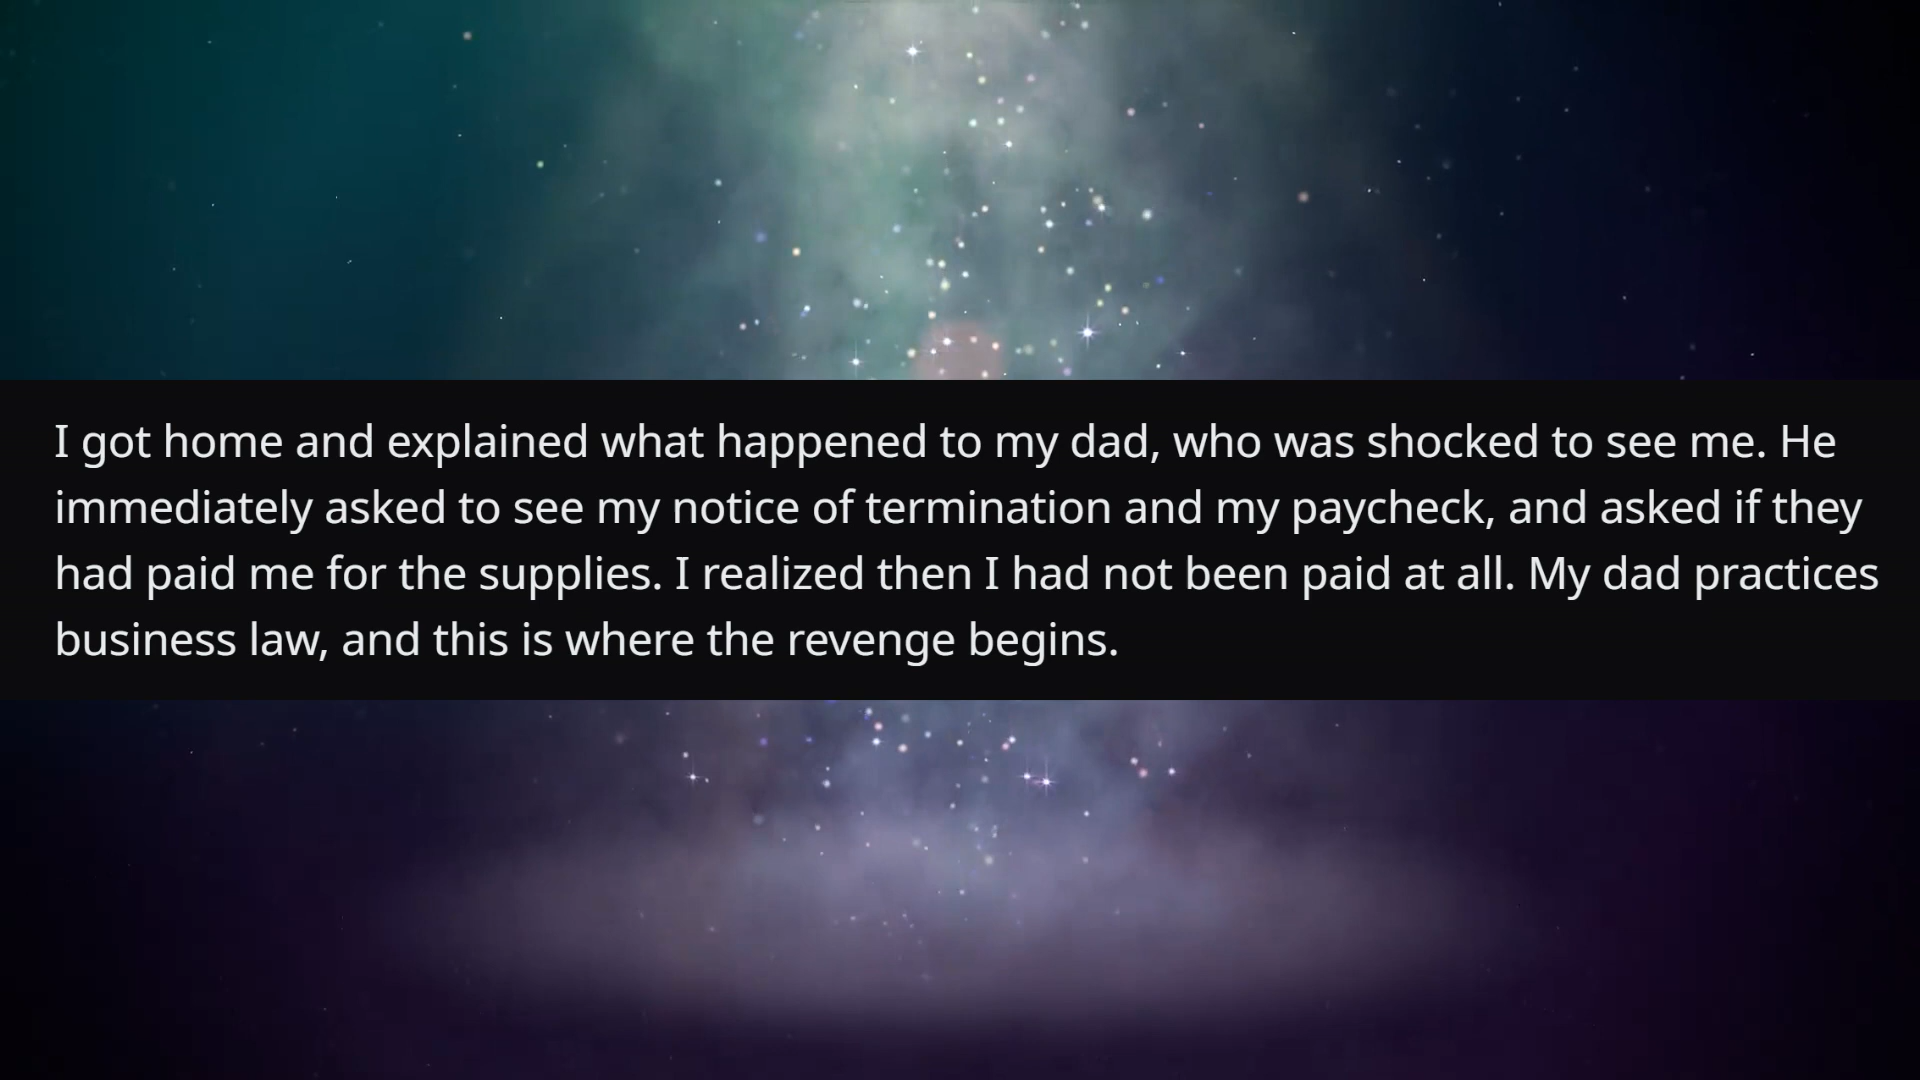 I got home and explained what happened to my dad, who was shocked to see me. He
immediately asked to see my notice of termination and my paycheck, and asked if they
had paid me for the supplies. I realized then I had not been paid at all. My dad practices
business law, and this is where the revenge begins.